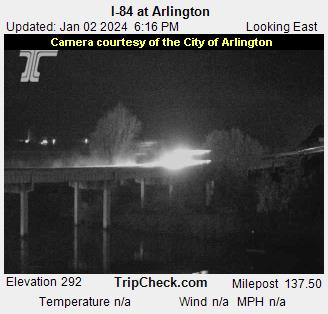 I-84 at Arlington
Updated: Jan 02 2024 6:16 PM Looking East
Camera courtesy of the City of Arlington
Elevation 292 TripCheck.com Milepost 137.50
Temperature n/a Wind n/a MPH n/a